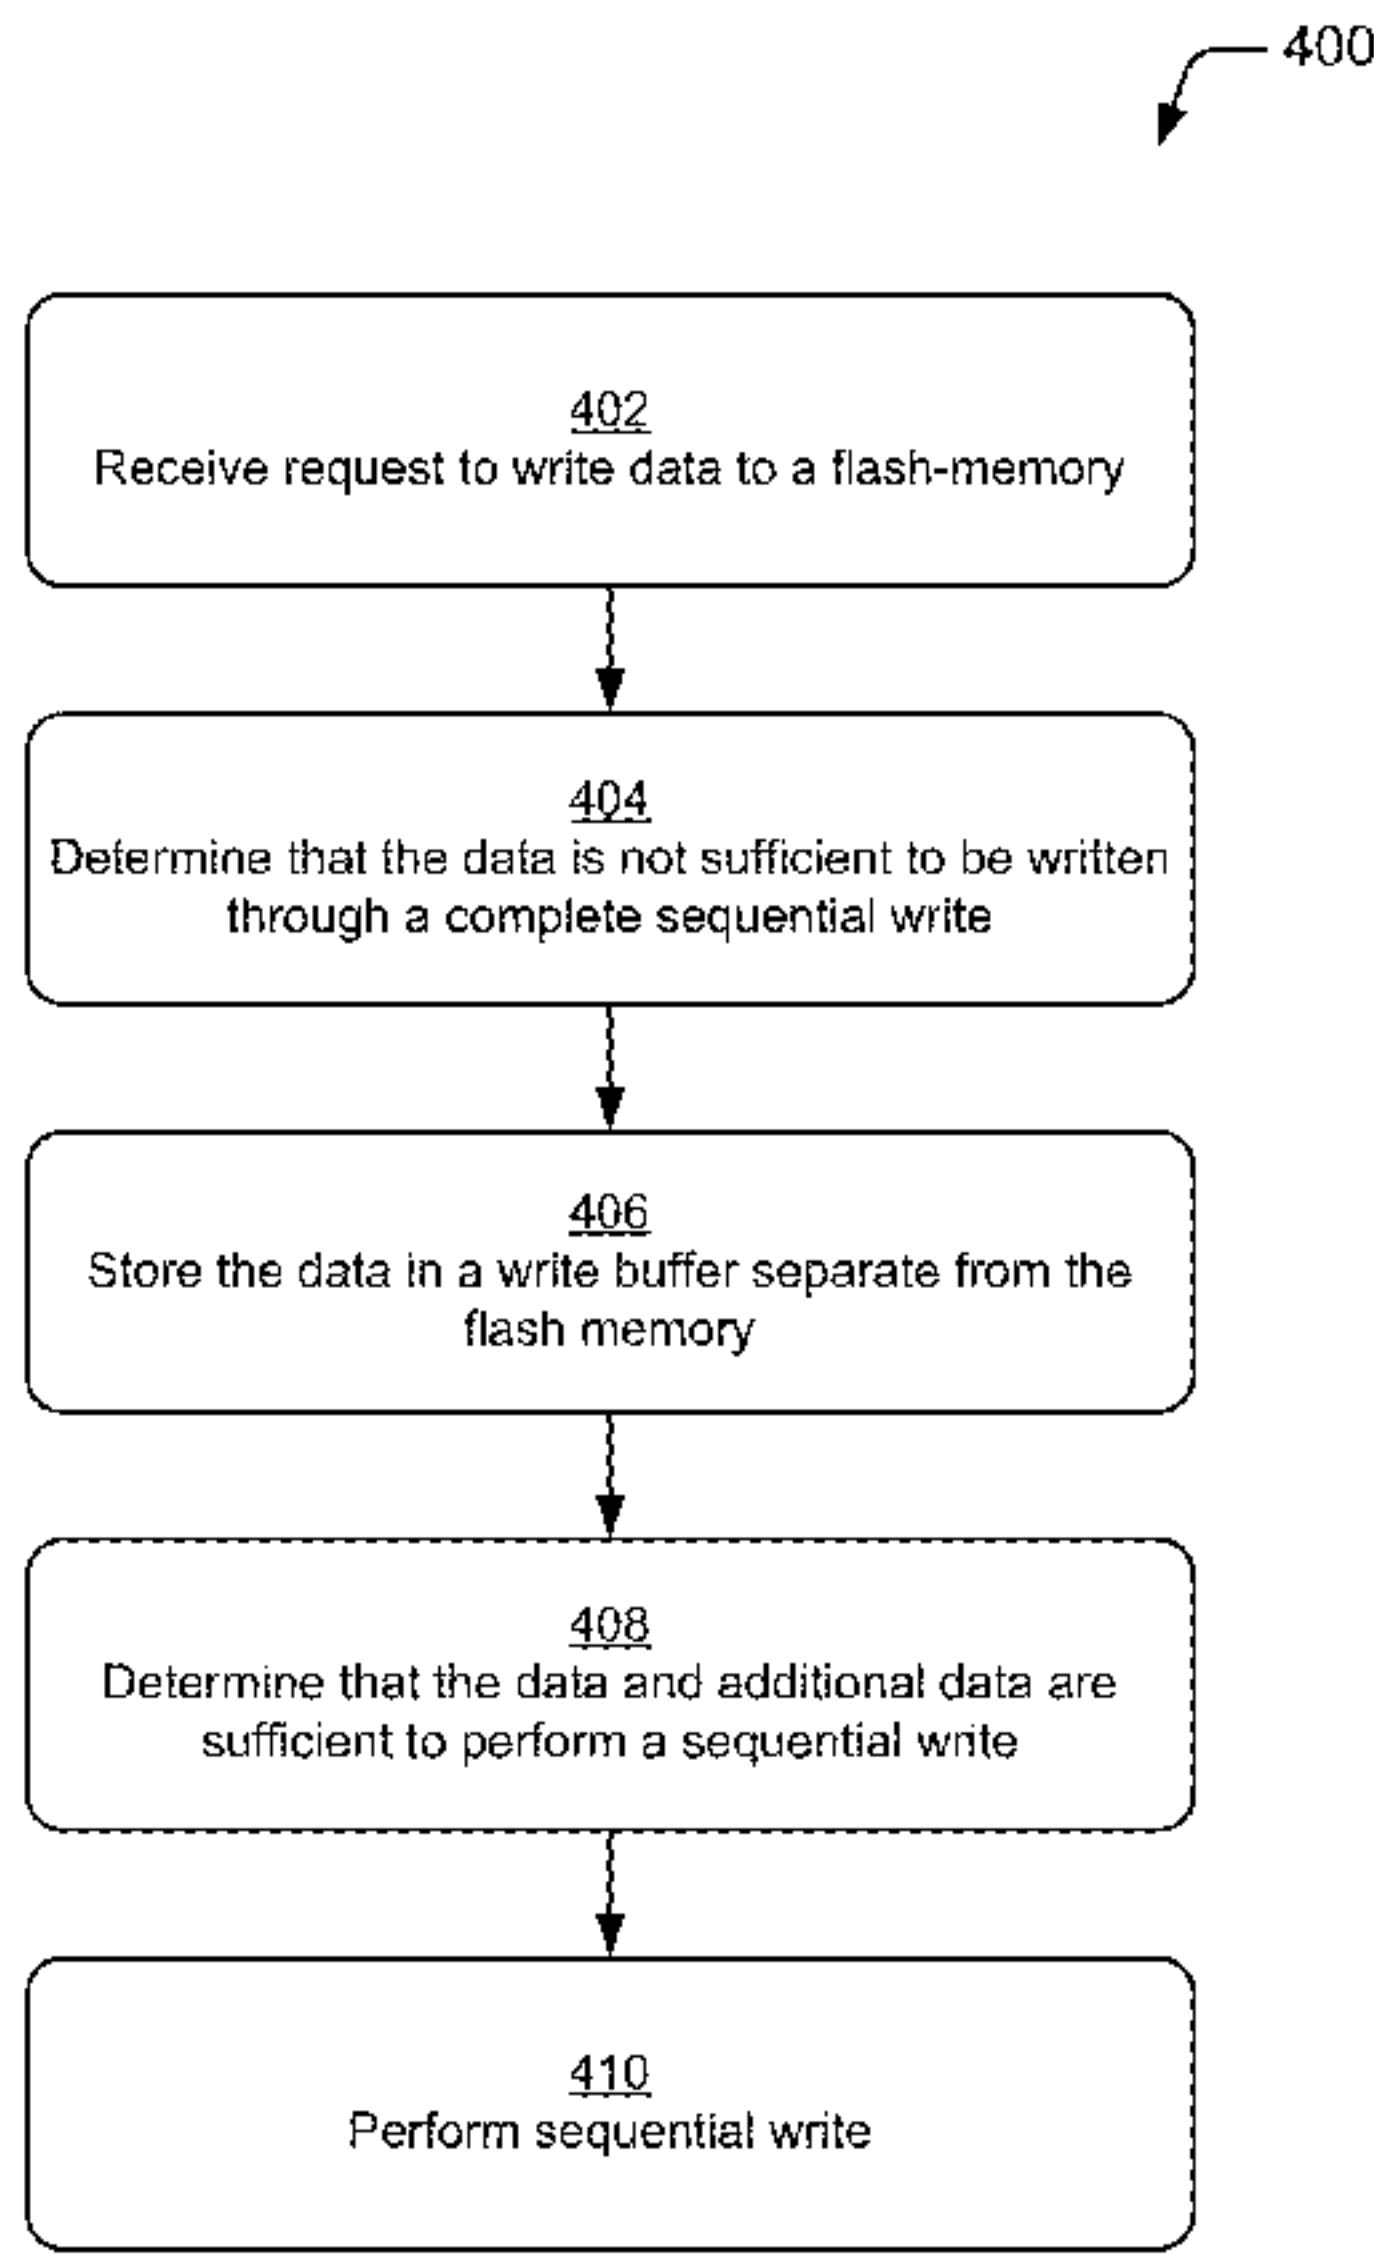 400
402
Receive request to write data to a flash-memory
404
Determine that the data is not sufficient to be written
through a complete sequential write
406
Store the data in a write buffer separate from the
flash memory
408
Determine that the data and additional data are
sufficient to perform a sequential write
410
Perform sequential write